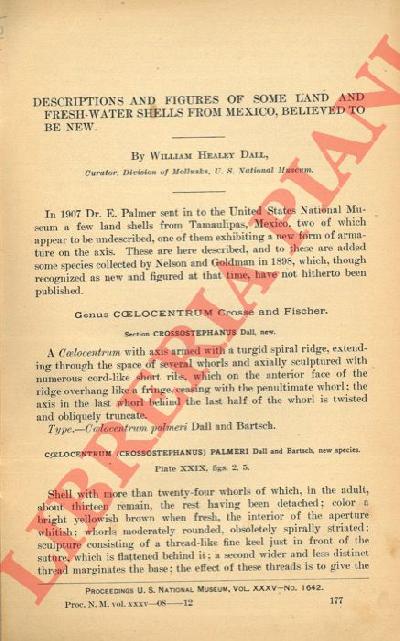 DESCRIPTIONS AND FIGURES OF SOME LAND AND
FRESH-WATER SHELLS FROM MEXICO, BELIEVED TO
BE NEW.
By WILLIAM HEALEY DALL,
Curator, Division of Mollusks, U. S. National Museum.
In 1907 Dr. E. Palmer sent in to the United States National Mu-
seum a few land shells from Tamaulipas, Mexico, two of which
appear to be undescribed, one of them exhibiting a new form of arma-
ture on the axis. These are here described, and to these are added
some species collected by Nelson and Goldman in 1898, which, though
recognized as new and figured at that time, have not hitherto been
published.
Genus CŒLOCENTRUM Crosse and Fischer.
Section CROSSOSTEPHANUS Dall, new.
A Cœlocentrum with axis armed with a turgid spiral ridge, extend-
ing through the space of several whorls and axially sculptured with
numerous cord-like short ribs, which on the anterior face of the
ridge overhang like a fringe, ceasing with the penultimate whorl; the
axis in the last whorl behind the last half of the whorl is twisted
and obliquely truncate.
Type.—Cœlocentrum palmeri Dall and Bartsch.
CŒLOCENTRUM (CROSSOSTEPHANUS) PALMERI Dall and Bartsch, new species.
Plate XXIX, figs. 2, 5.
Shell with more than twenty-four whorls of which, in the adult,
about thirteen remain, the rest having been detached; color a
bright yellowish brown when fresh, the interior of the aperture
whitish; whorls moderately rounded, obsoletely spirally striated;
sculpture consisting of a thread-like fine keel just in front of the
suture, which is flattened behind it; a second wider and less distinct
thread marginates the base; the effect of these threads is to give the
PROCEEDINGS U. S. NATIONAL MUSEUM, VOL. XXXV—NO. 1642.
Proc. N. M. vol. xxxv—08——12 177
LIBRERIA PIANI